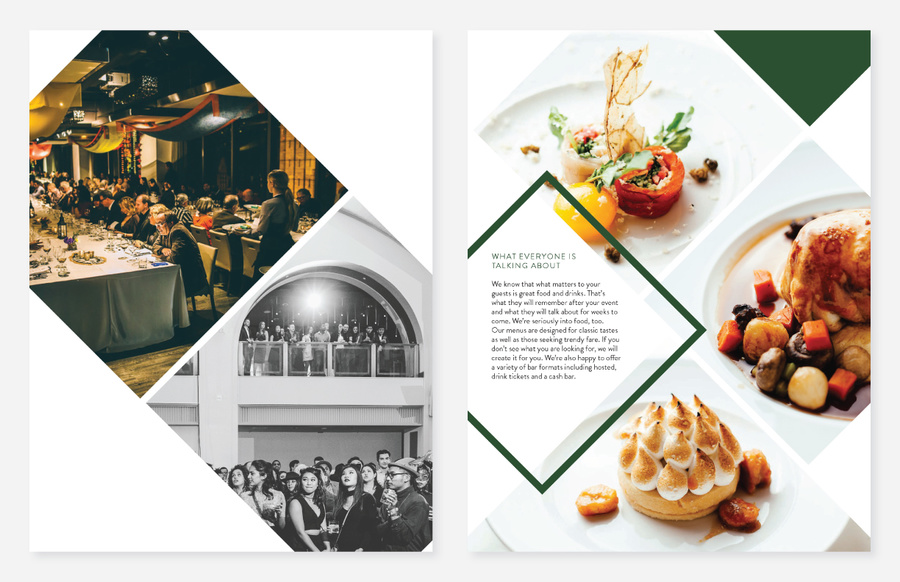 WHAT EVERYONE IS
TALKING ABOUT
We know that what matters to your
guests is great food and drinks. That's
what they will remember after your event
and what they will talk about for weeks to
come. We're seriously into food, too.
Our menus are designed for classic tastes
as well as those seeking trendy fare. If you
don't see what you are looking for, we will
create it for you. We're also happy to offer
a variety of bar formats including hosted,
drink tickets and a cash bar.